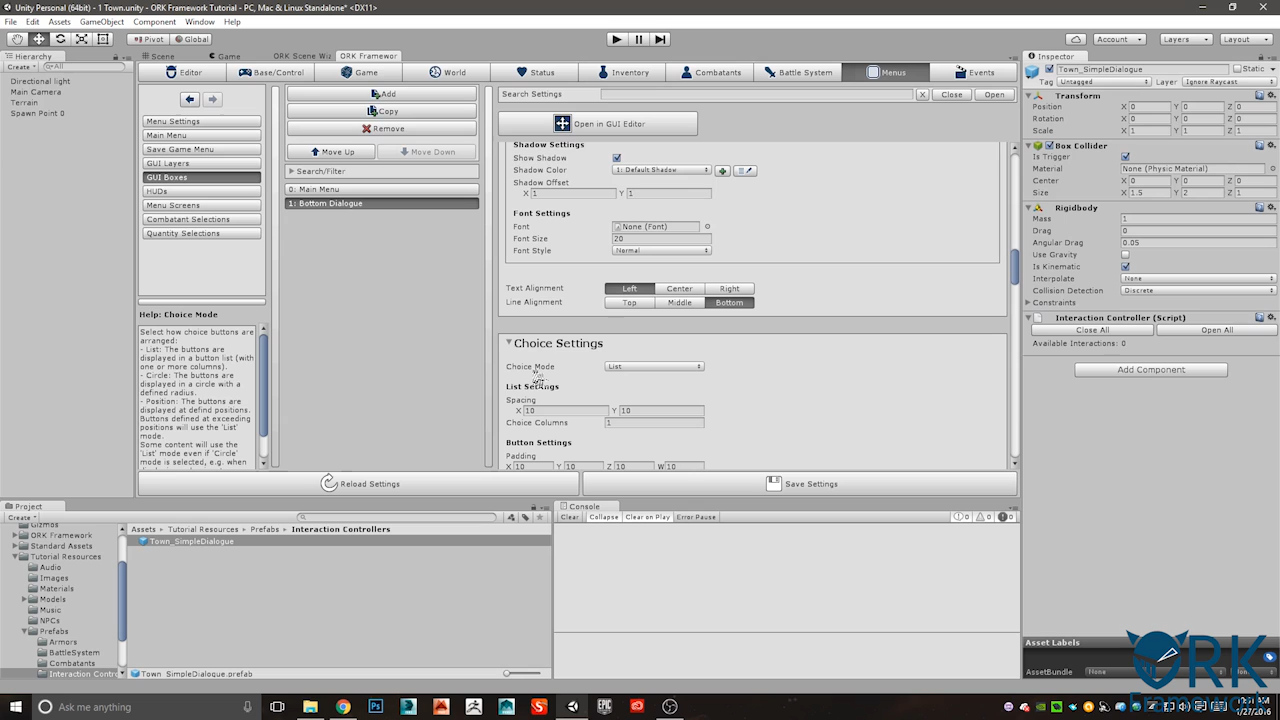 Unity Personal (64bit) - 1 Town.unity - ORK Framework Tutorial - PC, Mac & Linux Standalone* <DX11>
File Edit Assets GameObject Component Window Help
Pivot Global Account Layers Layout
Hierarchy Scene Game ORK Scene Wiz ORK Framewor Inspector
Create All
Directional light
Main Camera
Terrain
Spawn Point 0
Editor Base/Control Game World Status Inventory Combatants Battle System Menus Events
Menu Settings
Main Menu
Save Game Menu
GUI Layers
GUI Boxes
HUDs
Menu Screens
Combatant Selections
Quantity Selections
Help: Choice Mode
Select how choice buttons are
arranged:
- List: The buttons are
displayed in a button list (with
one or more columns).
- Circle: The buttons are
displayed in a circle with a
defined radius.
- Position: The buttons are
displayed at defind positions.
Buttons defined at exceeding
positions will use the 'List'
mode.
Some content will use the
'List' mode even if 'Circle'
mode is selected, e.g. when
Add
Copy
Remove
Move Up Move Down
Search/Filter
0: Main Menu
1: Bottom Dialogue
Search Settings X Close Open
Open in GUI Editor
Shadow Settings
Show Shadow
Shadow Color 1: Default Shadow
Shadow Offset
X 1 Y 1
Font Settings
Font None (Font)
Font Size 20
Font Style Normal
Text Alignment Left Center Right
Line Alignment Top Middle Bottom
Choice Settings
Choice Mode List
List Settings
Spacing
X 10 Y 10
Choice Columns 1
Button Settings
Padding
X 10 Y 10 Z 10 W 10
Reload Settings Save Settings
Town_SimpleDialogue Static
Tag Untagged Layer Ignore Raycast
Transform
Position X 0 Y 0 Z 0
Rotation X 0 Y 0 Z 0
Scale X 1 Y 1 Z 1
Box Collider
Is Trigger
Material None (Physic Material)
Center X 0 Y 0 Z 0
Size X 1.5 Y 2 Z 1
Rigidbody
Mass 1
Drag 0
Angular Drag 0.05
Use Gravity
Is Kinematic
Interpolate None
Collision Detection Discrete
Constraints
Interaction Controller (Script)
Close All Open All
Available Interactions: 0
Add Component
Asset Labels
AssetBundle None
Project
Create
Gizmos
ORK Framework
Standard Assets
Tutorial Resources
Audio
Images
Materials
Models
Music
NPCs
Prefabs
Armors
BattleSystem
Combatants
Interaction Contro
Assets Tutorial Resources Prefabs Interaction Controllers
Town_SimpleDialogue
Town_SimpleDialogue.prefab
Console
Clear Collapse Clear on Play Error Pause 0 0 0
ORK
Framework
Ask me anything
1/27/2016